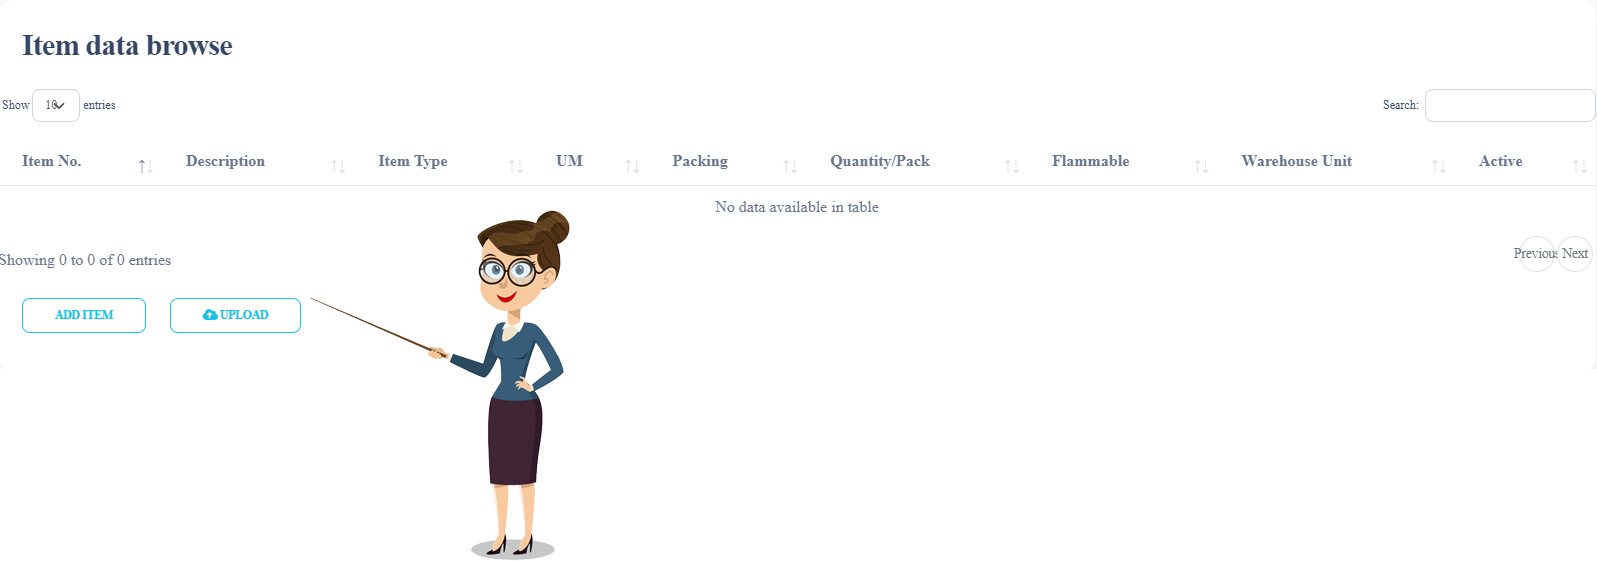 Item data browse
Show 10 entries Search:
Item No. Description Item Type UM Packing Quantity/Pack Flammable Warehouse Unit Active
No data available in table
Showing 0 to 0 of 0 entries Previous Next
ADD ITEM UPLOAD